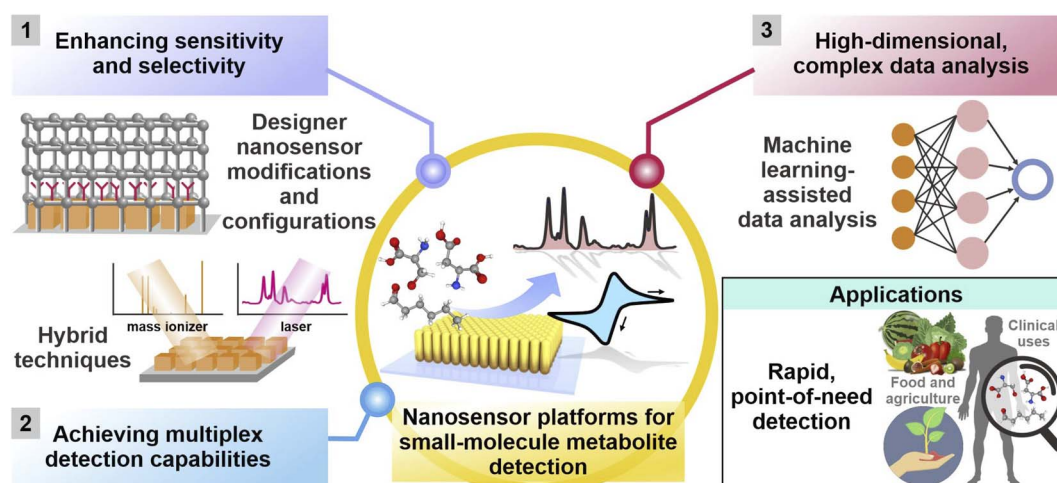 1
Enhancing sensitivity
and selectivity
Designer
nanosensor
modifications
and
configurations
mass ionizer
laser
Hybrid
techniques
2
Achieving multiplex
detection capabilities
Nanosensor platforms for
small-molecule metabolite
detection
3
High-dimensional,
complex data analysis
Machine
learning-
assisted
data analysis
Applications
Rapid,
point-of-need
detection
Food and
agriculture
Clinical
uses